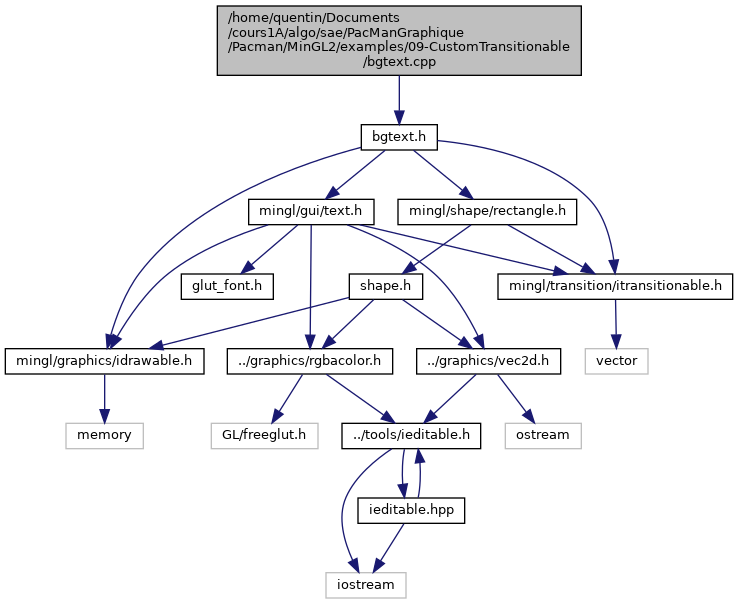 /home/quentin/Documents
/cours1A/algo/sae/PacManGraphique
/Pacman/MinGL2/examples/09-CustomTransitionable
/bgtext.cpp
bgtext.h
mingl/gui/text.h
mingl/shape/rectangle.h
glut_font.h
shape.h
mingl/transition/itransitionable.h
mingl/graphics/idrawable.h
../graphics/rgbacolor.h
../graphics/vec2d.h
vector
memory
GL/freeglut.h
../tools/ieditable.h
ostream
ieditable.hpp
iostream